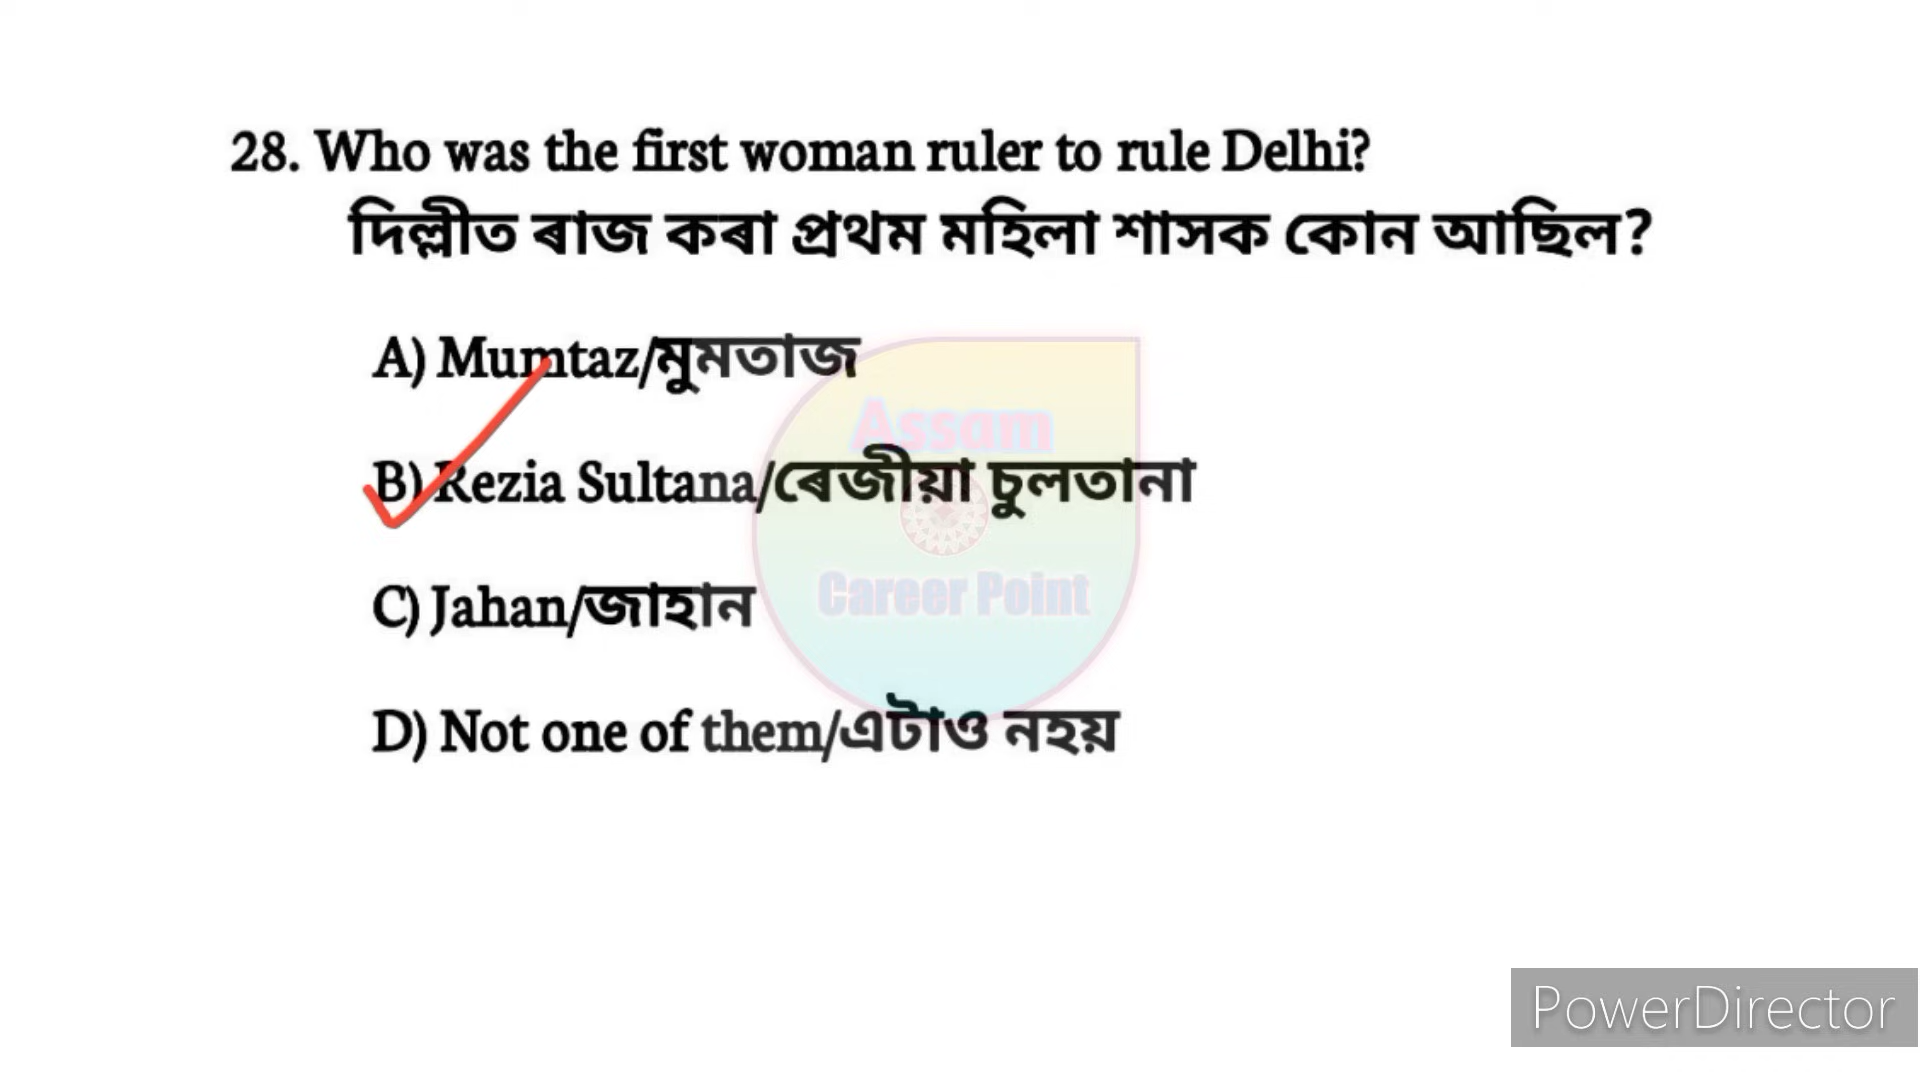 28. Who was the first woman ruler to rule Delhi?
দিল্লীত ৰাজ কৰা প্ৰথম মহিলা শাসক কোন আছিল?
A) Mumtaz/মুমতাজ
Assam
B) Rezia Sultana/ৰেজীয়া চুলতানা
Career Point
C) Jahan/জাহান
D) Not one of them/এটাও নহয়
PowerDirector